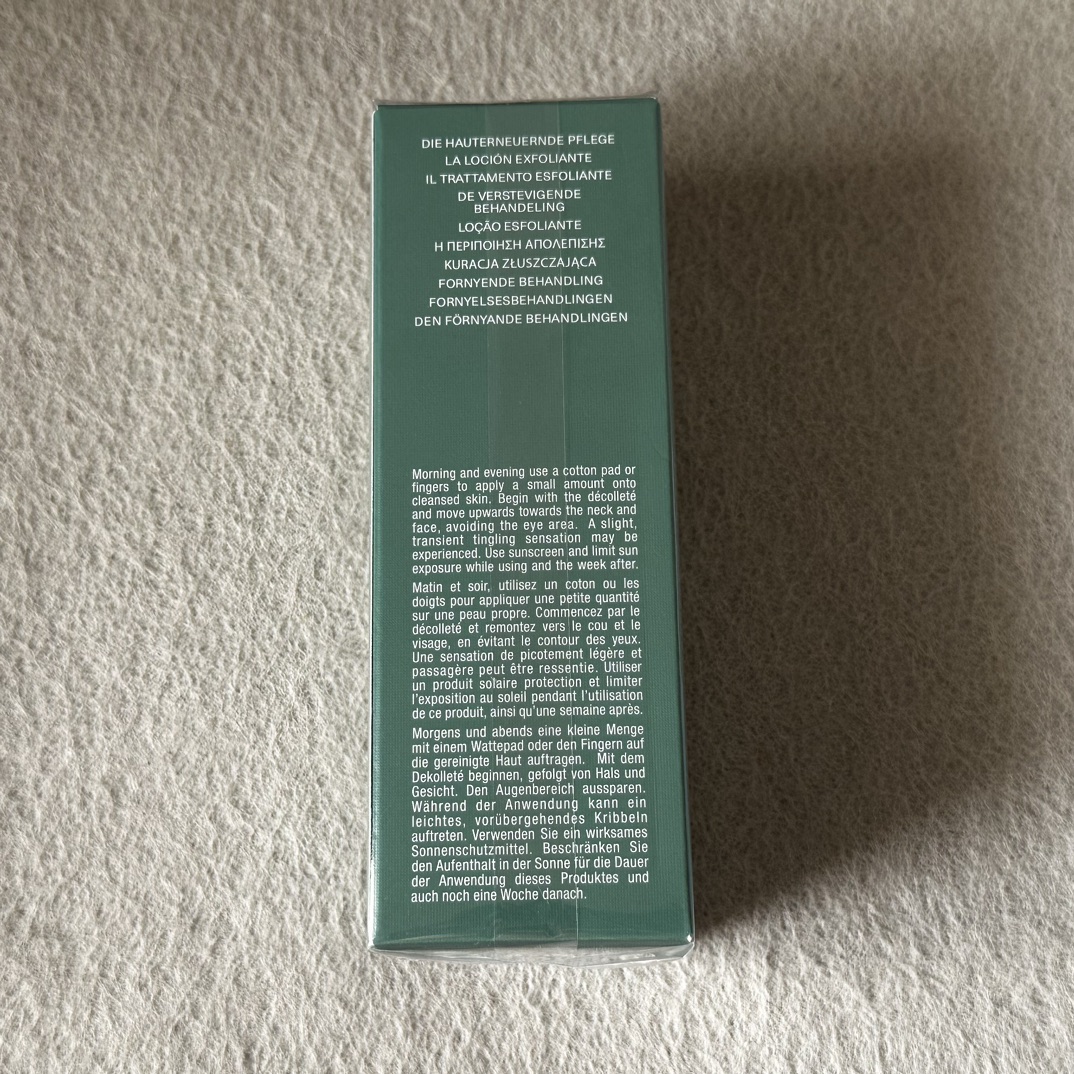 DIE HAUTERNEUERNDE PFLEGE
LA LOCIÓN EXFOLIANTE
IL TRATTAMENTO ESFOLIANTE
DE VERSTEVIGENDE
BEHANDELING
LOÇÃO ESFOLIANTE
Η ΠΕΡΙΠΟΙΗΣΗ ΑΠΟΛΕΠΙΣΗΣ
KURACJA ZŁUSZCZAJĄCA
FORNYENDE BEHANDLING
FORNYELSESBEHANDLINGEN
DEN FÖRNYANDE BEHANDLINGEN
Morning and evening use a cotton pad or
fingers to apply a small amount onto
cleansed skin. Begin with the décolleté
and move upwards towards the neck and
face, avoiding the eye area. A slight,
transient tingling sensation may be
experienced. Use sunscreen and limit sun
exposure while using and the week after.
Matin et soir, utilisez un coton ou les
doigts pour appliquer une petite quantité
sur une peau propre. Commencez par le
décolleté et remontez vers le cou et le
visage, en évitant le contour des yeux.
Une sensation de picotement légère et
passagère peut être ressentie. Utiliser
un produit solaire protection et limiter
l'exposition au soleil pendant l'utilisation
de ce produit, ainsi qu'une semaine après.
Morgens und abends eine kleine Menge
mit einem Wattepad oder den Fingern auf
die gereinigte Haut auftragen. Mit dem
Dekolleté beginnen, gefolgt von Hals und
Gesicht. Den Augenbereich aussparen.
Während der Anwendung kann ein
leichtes, vorübergehendes Kribbeln
auftreten. Verwenden Sie ein wirksames
Sonnenschutzmittel. Beschränken Sie
den Aufenthalt in der Sonne für die Dauer
der Anwendung dieses Produktes und
auch noch eine Woche danach.